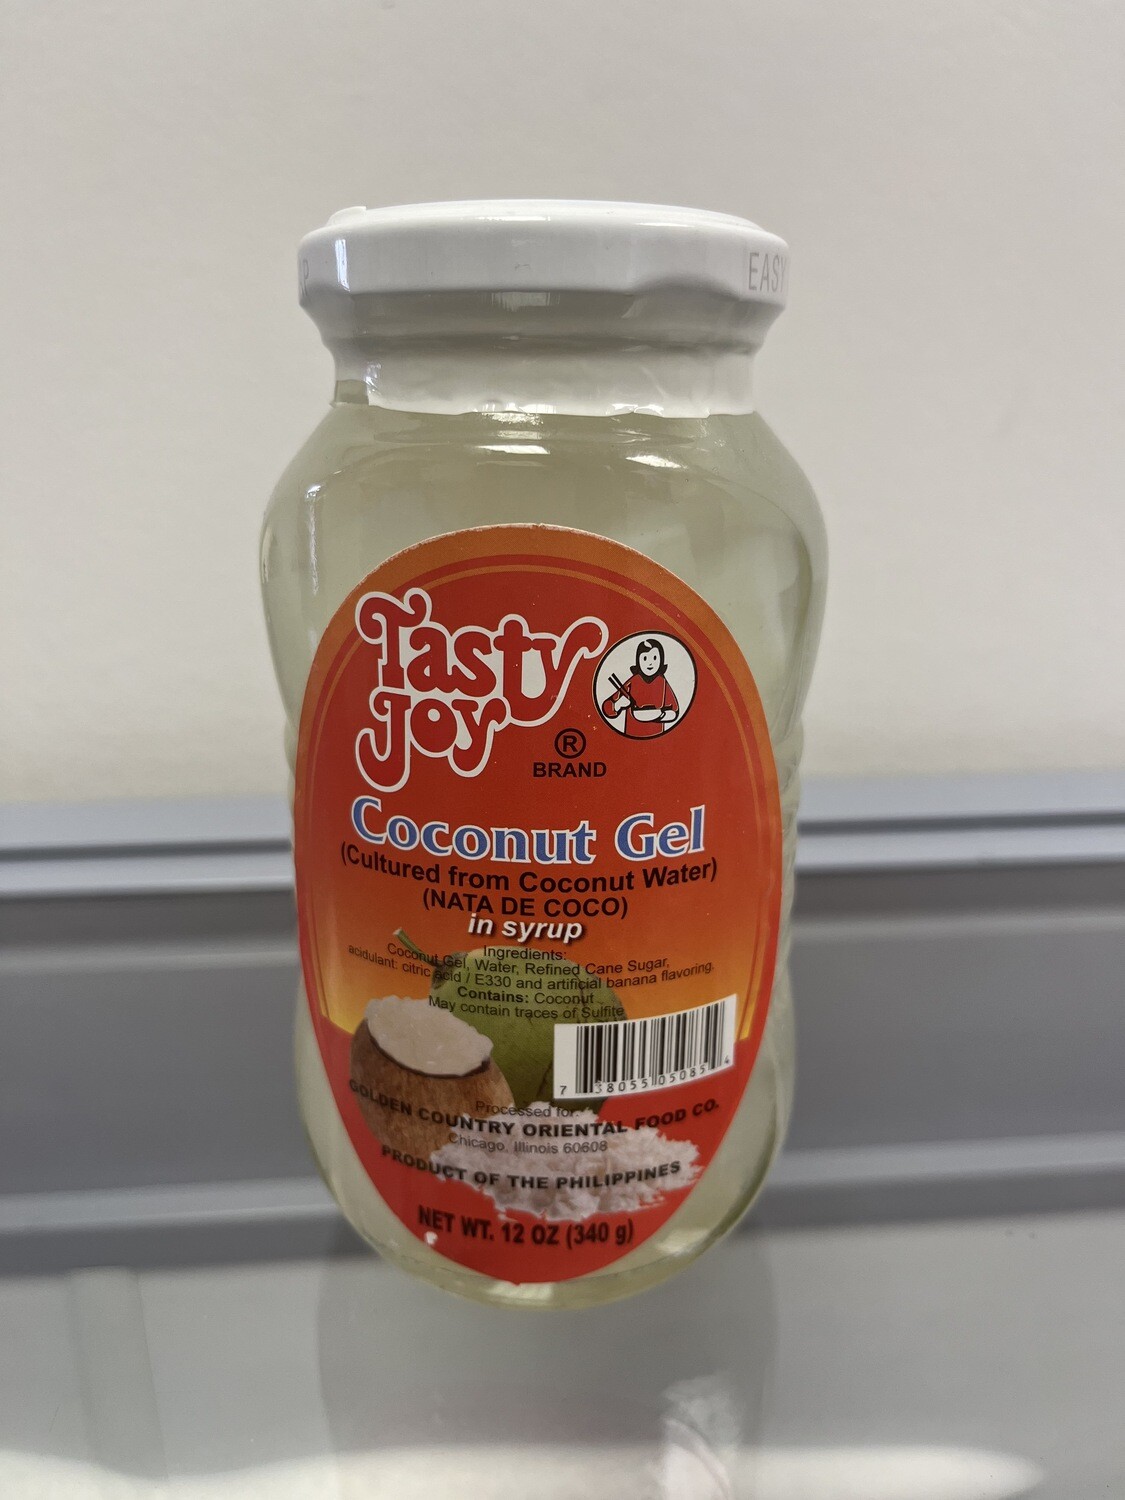 EASY
Tasty
Joy
®
BRAND
Coconut Gel
(Cultured from Coconut Water)
(NATA DE COCO)
in syrup
Ingredients:
Coconut Gel, Water, Refined Cane Sugar,
acidulant: citric acid / E330 and artificial banana flavoring.
Contains: Coconut
May contain traces of Sulfite
7 38055 05085 4
Processed for:
GOLDEN COUNTRY ORIENTAL FOOD CO.
Chicago, Illinois 60608
PRODUCT OF THE PHILIPPINES
NET WT. 12 OZ (340 g)